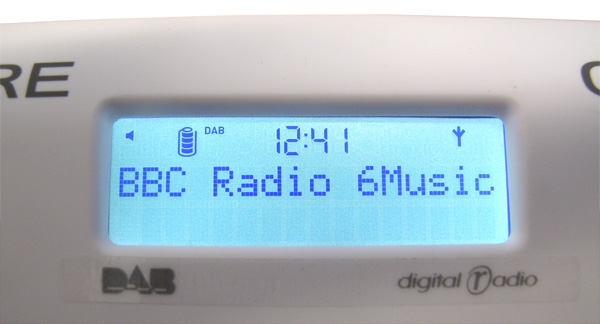 RE
DAB 12:41
BBC Radio 6Music
DAB digital radio